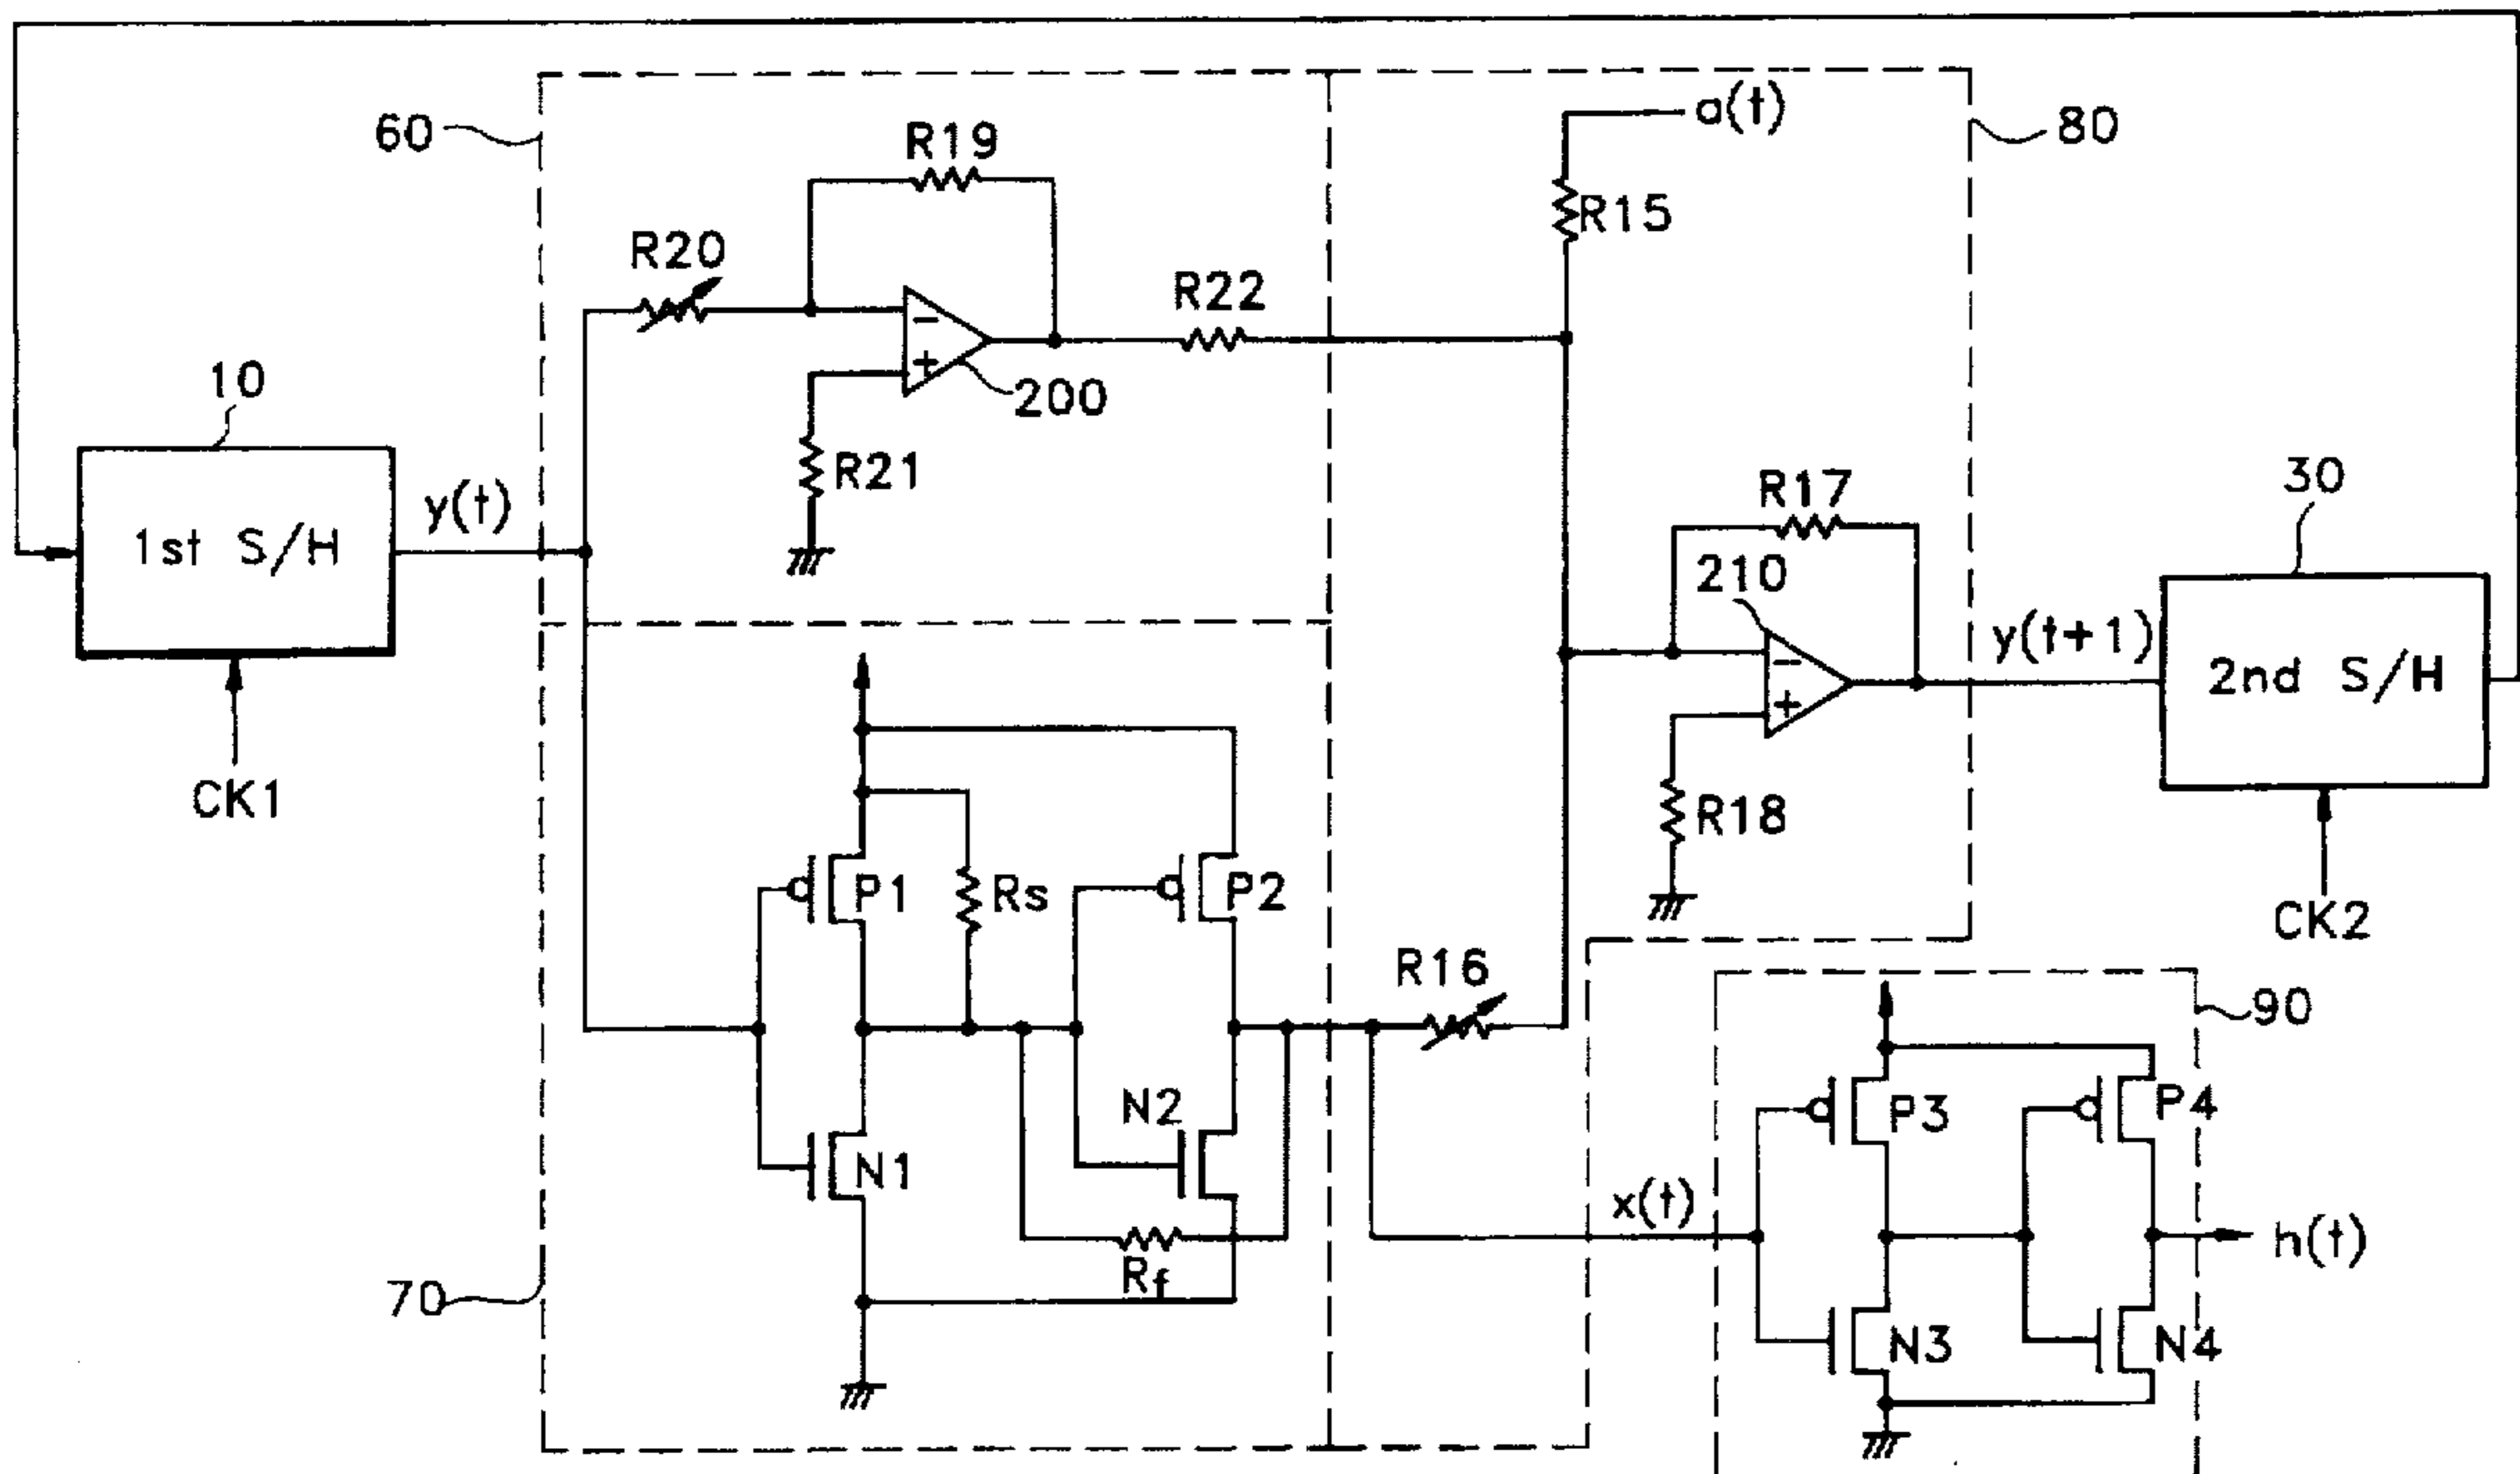 a(t)
60
80
R19
R15
R20
R22
10
200
R21
R17
30
y(t)
1st S/H
210
y(t+1)
2nd S/H
CK1
R18
P1
Rs
P2
CK2
R16
90
N2
P3
P4
N1
x(t)
h(t)
Rf
70
N3
N4